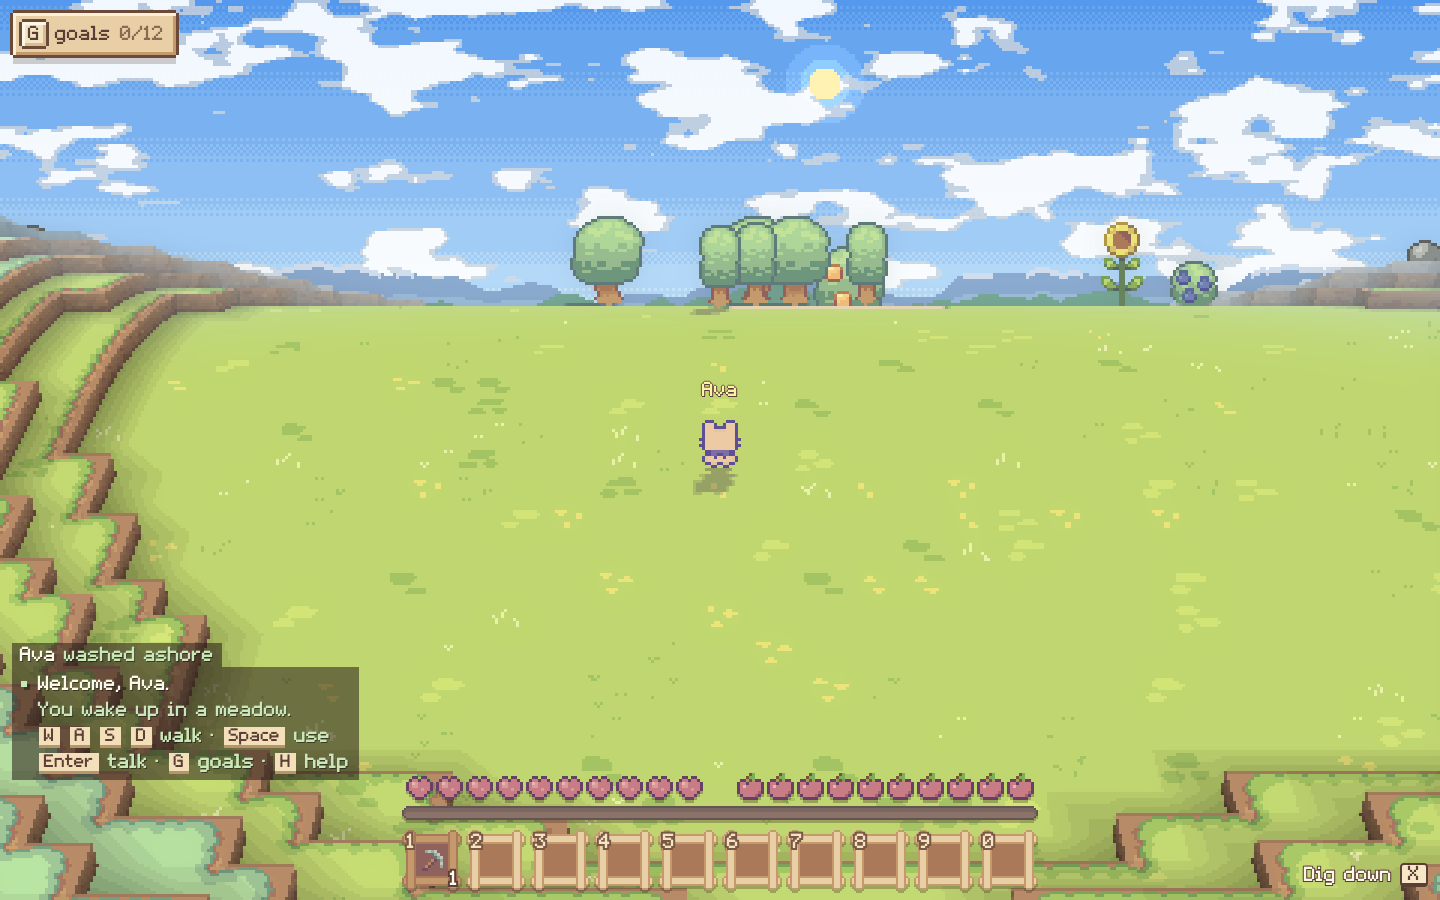 G goals 0/12
Ava
Ava washed ashore
Welcome, Ava.
You wake up in a meadow.
W A S D walk · Space use
Enter talk · G goals · H help
1 2 3 4 5 6 7 8 9 0
1
Dig down X